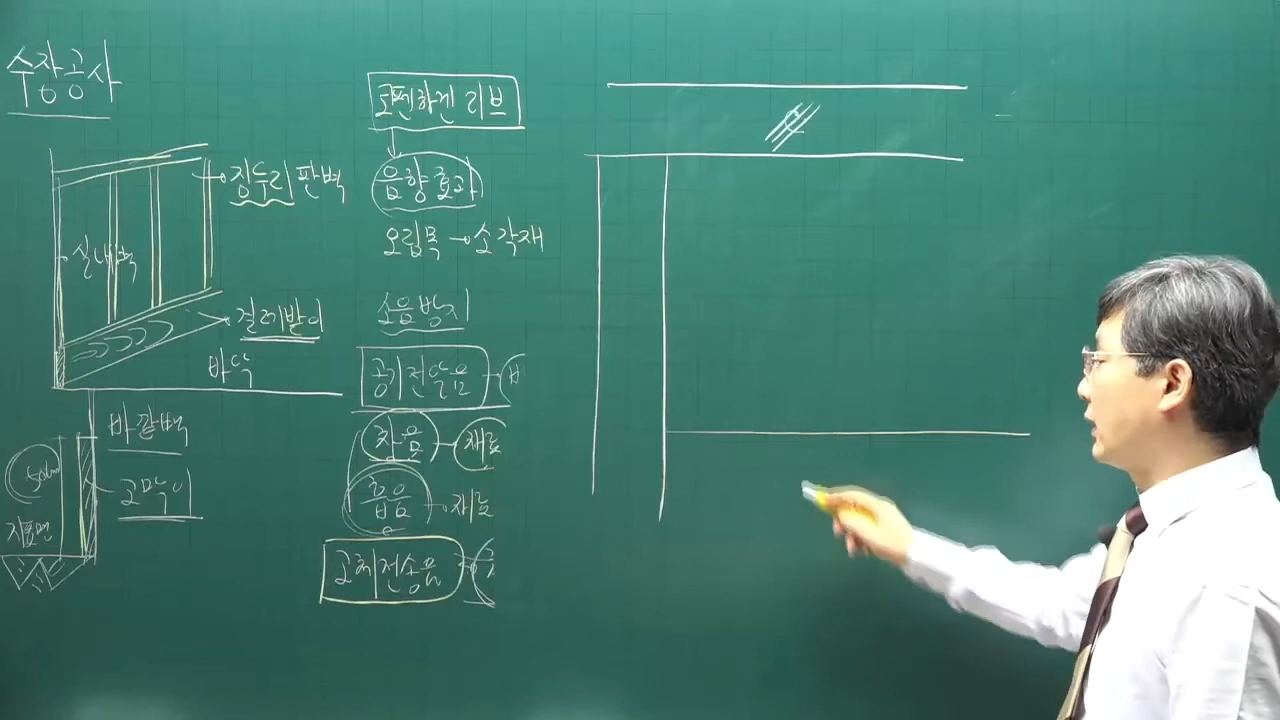 수장공사
징두리판벽
실내벽
걸레받이
바닥
바깥벽
고막이
50mm
지표면
코펜하겐 리브
음향효과
오림목→소각재
소음방지
공기전달음
차음 재료
흡음 재료
고체전송음